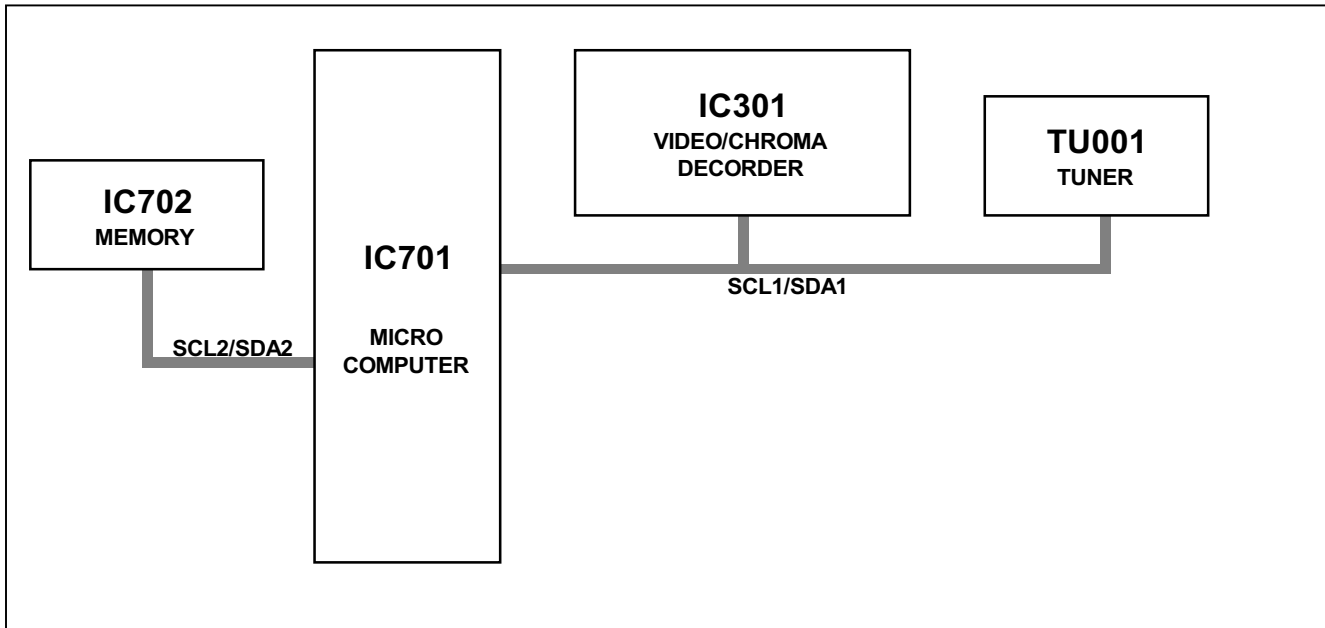 IC702
MEMORY
SCL2/SDA2
IC701
MICRO
COMPUTER
IC301
VIDEO/CHROMA
DECORDER
SCL1/SDA1
TU001
TUNER